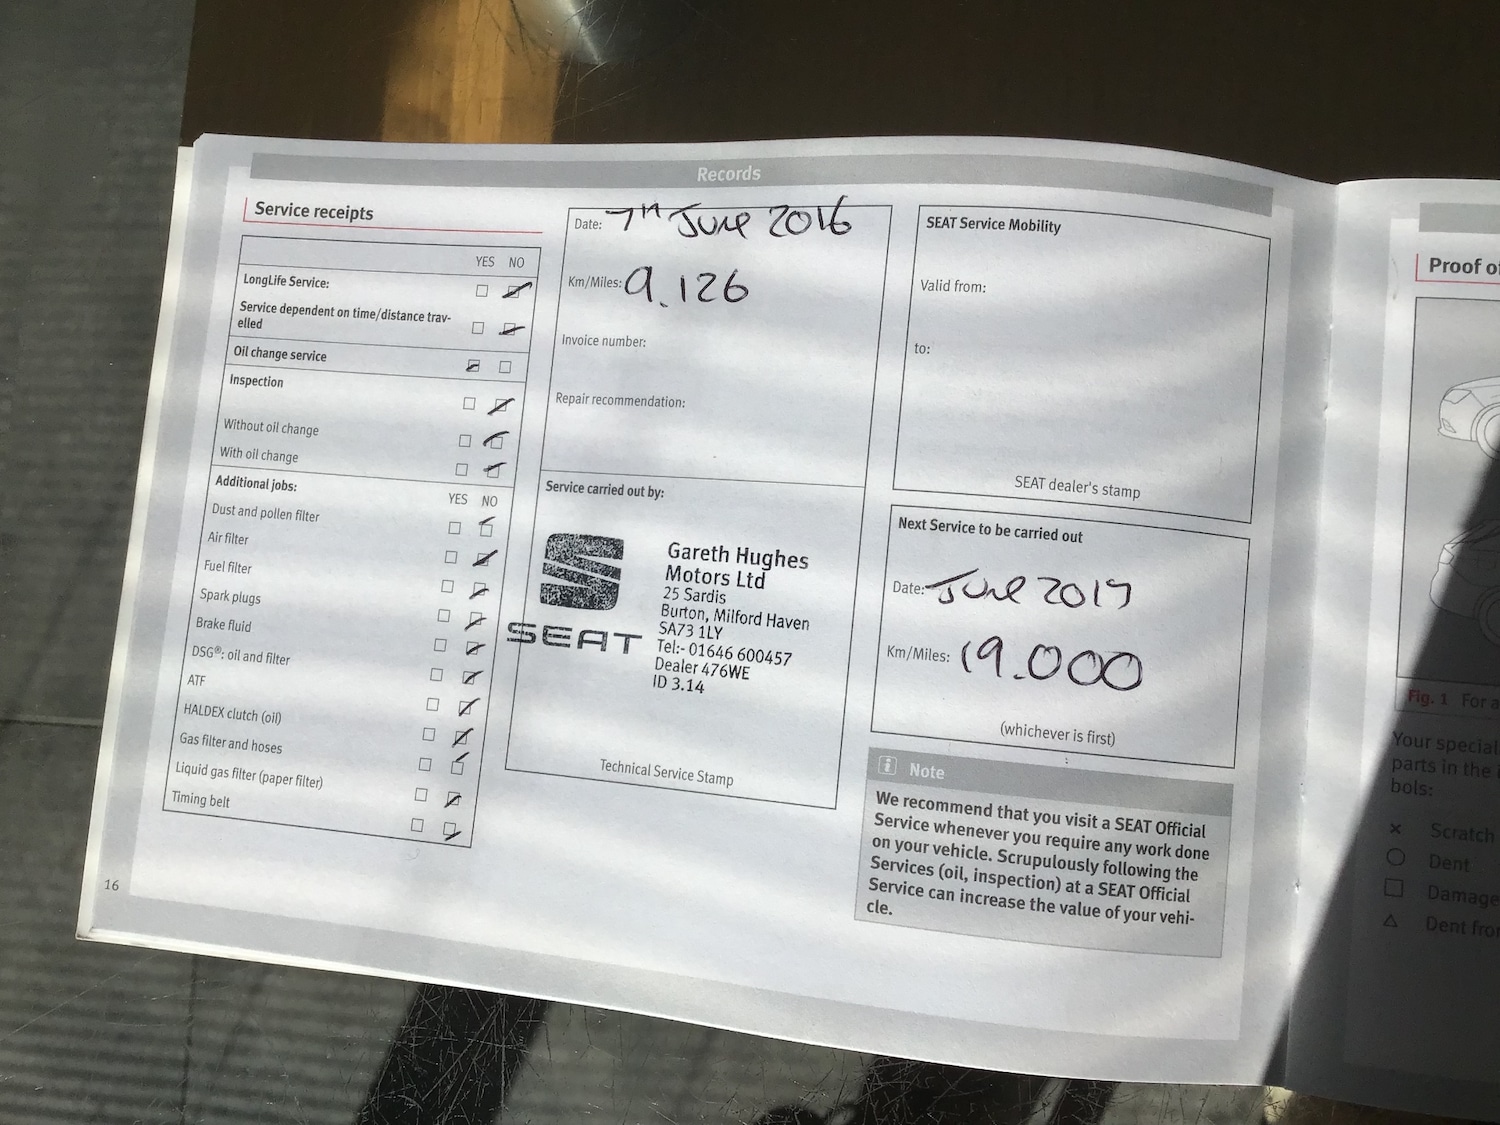 Records
Service receipts
YES NO
LongLife Service:
Service dependent on time/distance trav-
elled
Oil change service
Inspection
Without oil change
With oil change
Additional jobs:
YES NO
Dust and pollen filter
Air filter
Fuel filter
Spark plugs
Brake fluid
DSG®: oil and filter
ATF
HALDEX clutch (oil)
Gas filter and hoses
Liquid gas filter (paper filter)
Timing belt
16
Date: 7th June 2016
Km/Miles: 9.126
Invoice number:
Repair recommendation:
Service carried out by:
SEAT
Gareth Hughes
Motors Ltd
25 Sardis
Burton, Milford Haven
SA73 1LY
Tel:- 01646 600457
Dealer 476WE
ID 3.14
Technical Service Stamp
SEAT Service Mobility
Valid from:
to:
SEAT dealer's stamp
Next Service to be carried out
Date: June 2017
Km/Miles: 19.000
(whichever is first)
i Note
We recommend that you visit a SEAT Official
Service whenever you require any work done
on your vehicle. Scrupulously following the
Services (oil, inspection) at a SEAT Official
Service can increase the value of your vehi-
cle.
Proof
Fig. 1 For
Your special
parts in the
bols:
Scratch
Dent
Damage
Dent